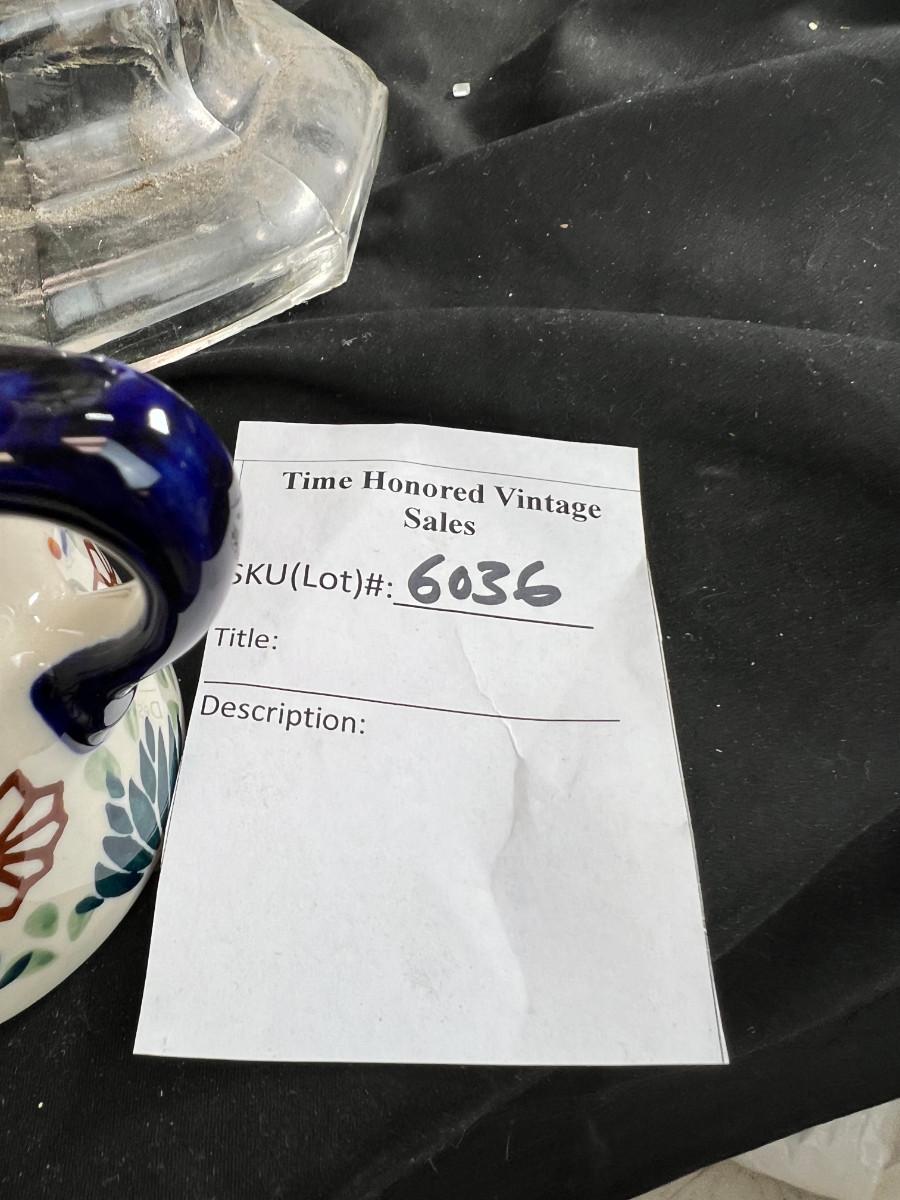 Time Honored Vintage
Sales
SKU(Lot)#: 6036
Title:
Description: